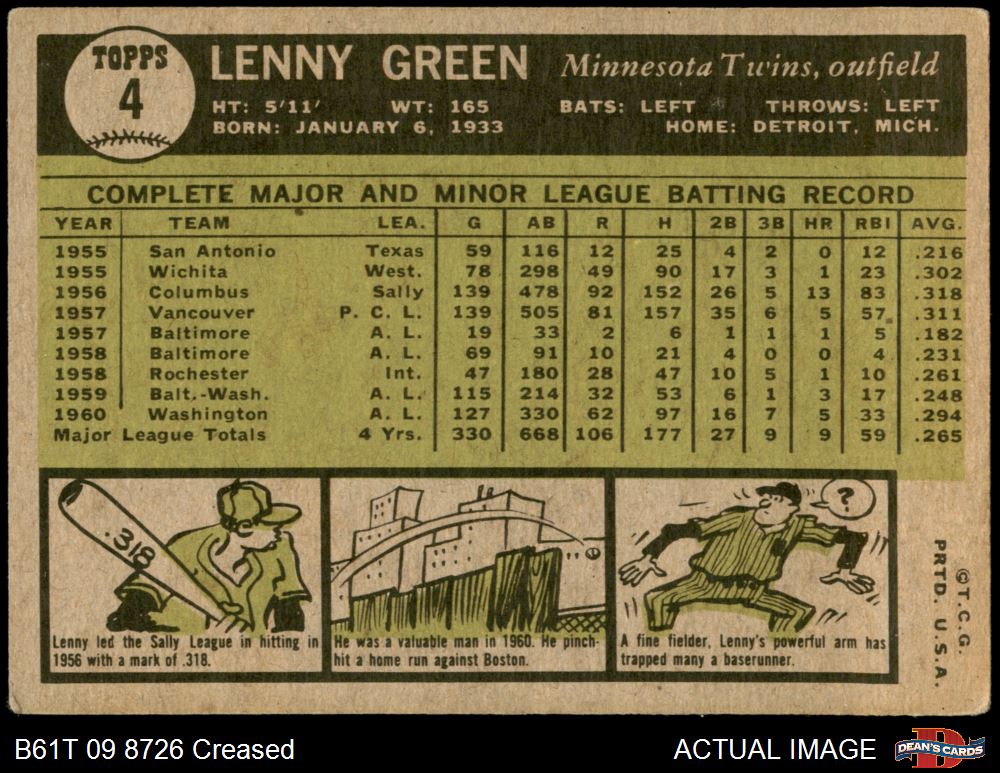 TOPPS
4
LENNY GREEN Minnesota Twins, outfield
HT: 5'11' WT: 165 BATS: LEFT THROWS: LEFT
BORN: JANUARY 6, 1933 HOME: DETROIT, MICH.
COMPLETE MAJOR AND MINOR LEAGUE BATTING RECORD
YEAR TEAM LEA. G AB R H 2B 3B HR RBI AVG.
1955 San Antonio Texas 59 116 12 25 4 2 0 12 .216
1955 Wichita West. 78 298 49 90 17 3 1 23 .302
1956 Columbus Sally 139 478 92 152 26 5 13 83 .318
1957 Vancouver P. C. L. 139 505 81 157 35 6 5 57 .311
1957 Baltimore A. L. 19 33 2 6 1 1 1 5 .182
1958 Baltimore A. L. 69 91 10 21 4 0 0 4 .231
1958 Rochester Int. 47 180 28 47 10 5 1 10 .261
1959 Balt.-Wash. A. L. 115 214 32 53 6 1 3 17 .248
1960 Washington A. L. 127 330 62 97 16 7 5 33 .294
Major League Totals 4 Yrs. 330 668 106 177 27 9 9 59 .265
.318
Lenny led the Sally League in hitting in
1956 with a mark of .318.
He was a valuable man in 1960. He pinch-
hit a home run against Boston.
?
A fine fielder, Lenny's powerful arm has
trapped many a baserunner.
© T. C. G.
PRTD. U.S.A.
B61T 09 8726 Creased
ACTUAL IMAGE
D
DEAN'S CARDS